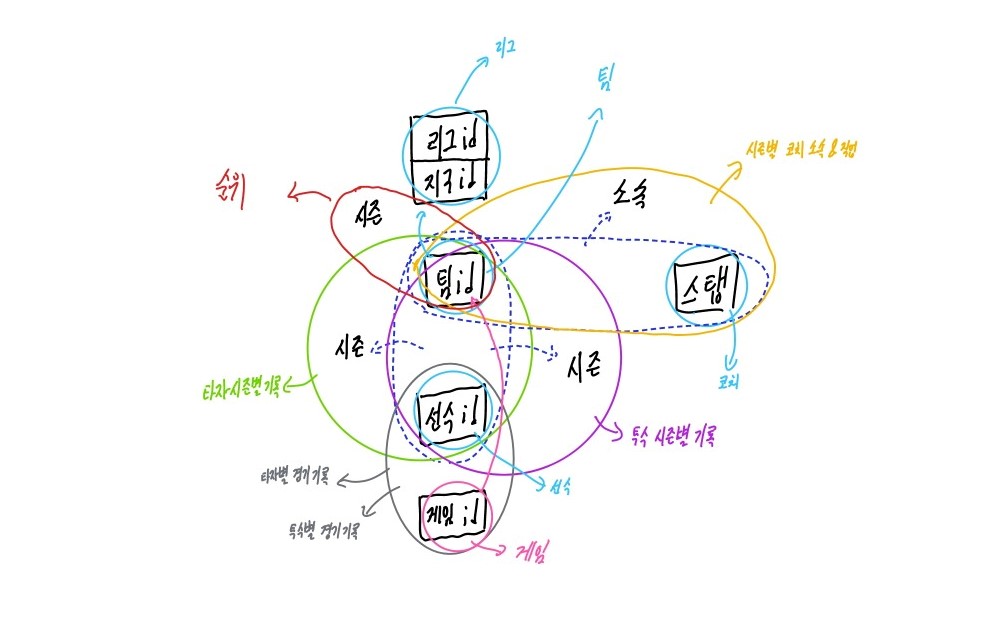 리그
팀
리그 id
지구 id
시즌별 코치 소속 & 직업
순위
시즌
소속
팀 id
스탭
시즌
시즌
타자 시즌별 기록
코치
선수 id
투수 시즌별 기록
타자별 경기 기록
선수
게임 id
투수별 경기 기록
게임